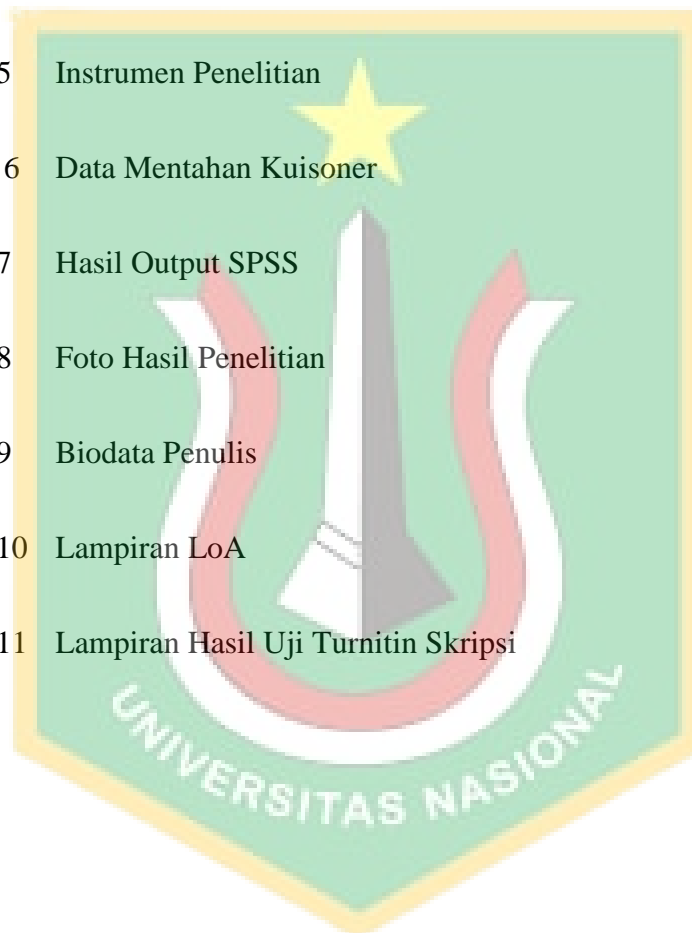 5 Instrumen Penelitian
6 Data Mentahan Kuisoner
7 Hasil Output SPSS
8 Foto Hasil Penelitian
9 Biodata Penulis
10 Lampiran LoA
11 Lampiran Hasil Uji Turnitin Skripsi
UNIVERSITAS NASIONAL